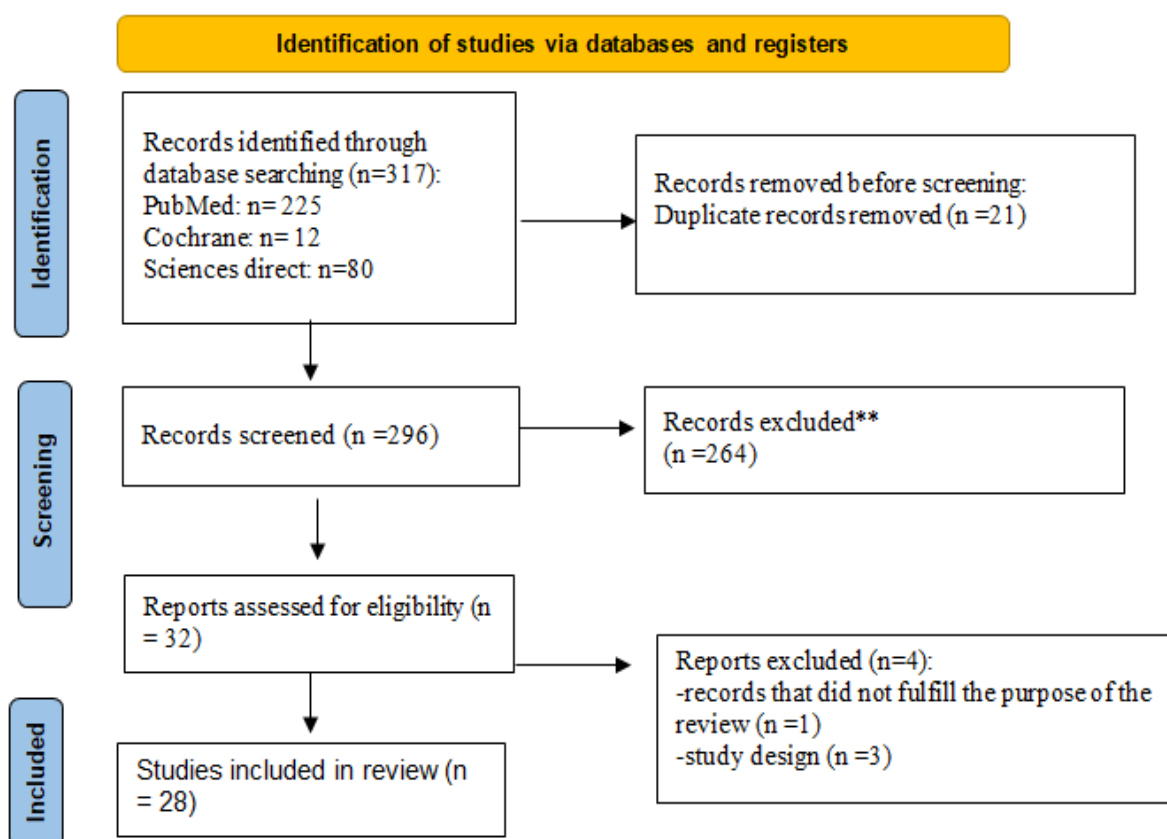 Identification of studies via databases and registers
Identification
Records identified through
database searching (n=317):
PubMed: n= 225
Cochrane: n= 12
Sciences direct: n=80
Records removed before screening:
Duplicate records removed (n =21)
Screening
Records screened (n =296)
Records excluded**
(n =264)
Reports assessed for eligibility (n
= 32)
Reports excluded (n=4):
-records that did not fulfill the purpose of the
review (n =1)
-study design (n =3)
Included
Studies included in review (n
= 28)